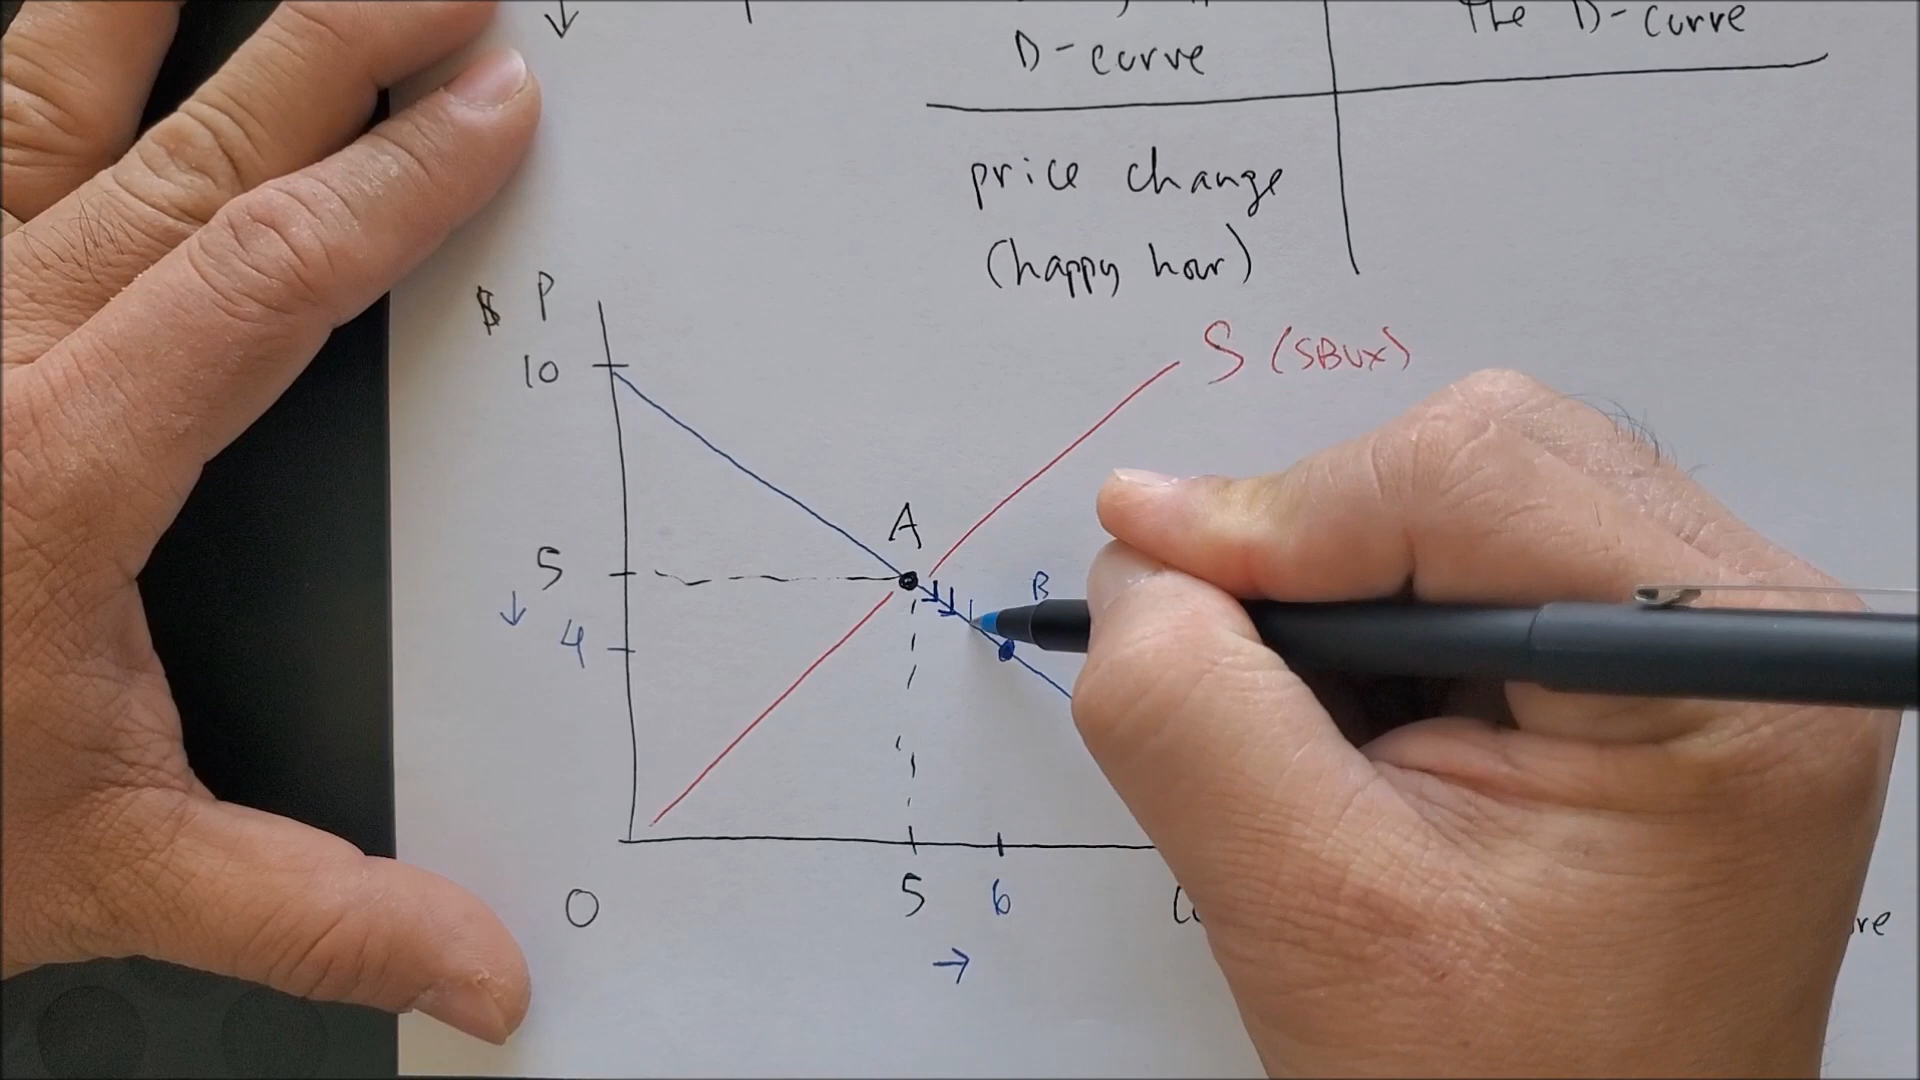 The D-curve
D-curve
price change
(happy hour)
$ P
10
S (SBUX)
A
5
B
4
0
5
6